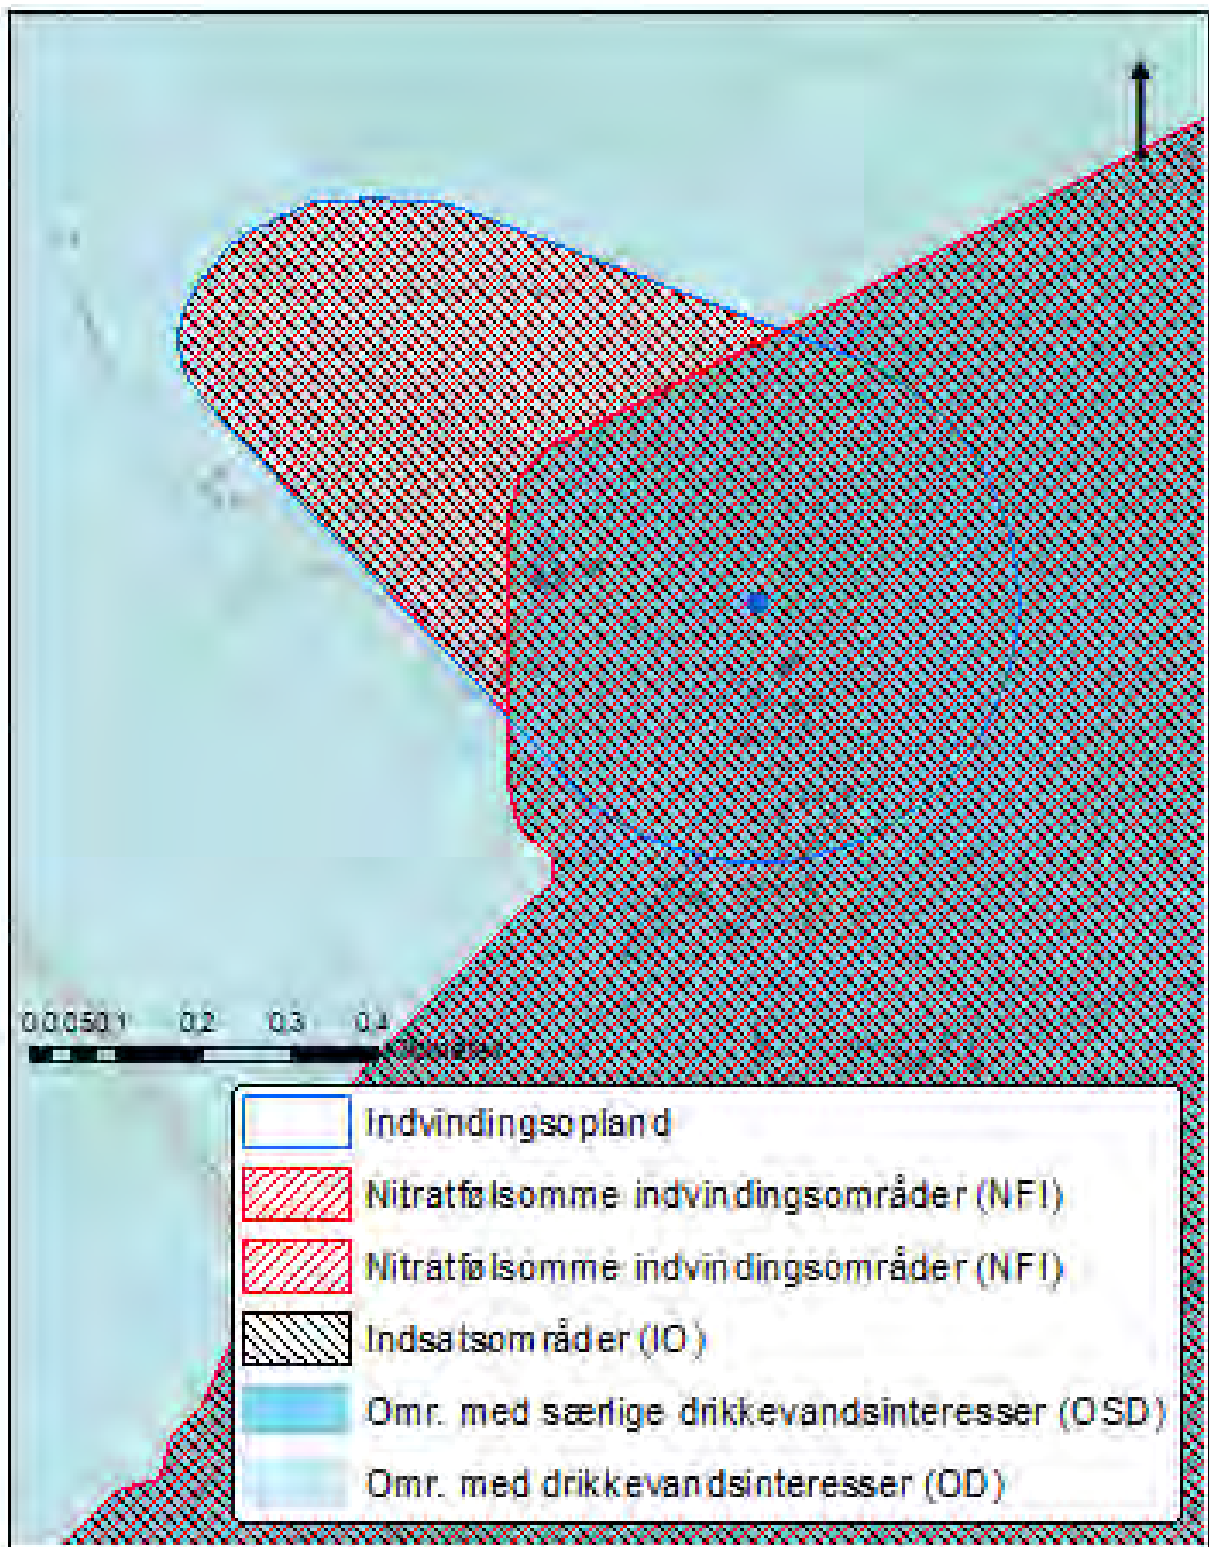 0 0,050,1 0,2 0,3 0,4
Indvindingsopland
Nitratfølsomme indvindingsområder (NFI)
Nitratfølsomme indvindingsområder (NFI)
Indsatsområder (IO)
Omr. med særlige drikkevandsinteresser (OSD)
Omr. med drikkevandsinteresser (OD)